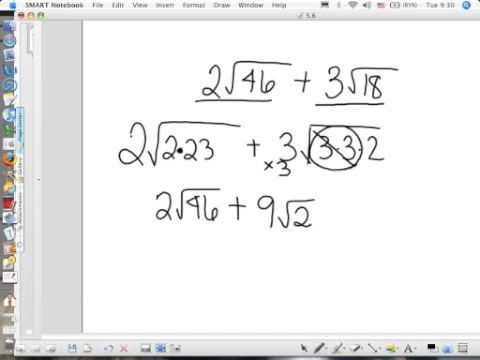 SMART Notebook File Edit View Insert Format Draw Window Help (81%) Tue 9:30
5.6
2√46 + 3√18
2√2·23 + 3√3·3·2
×3
2√46 + 9√2